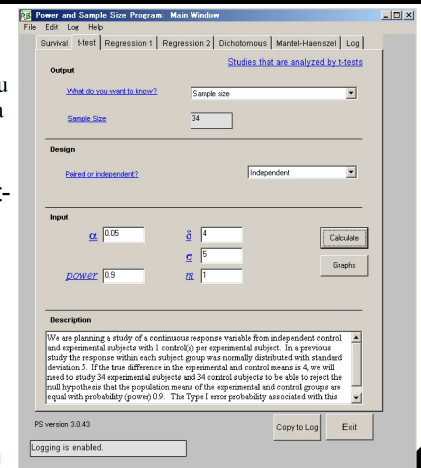 Power and Sample Size Program: Main Window
File Edit Log Help
Survival t-test Regression 1 Regression 2 Dichotomous Mantel-Haenszel Log
Studies that are analyzed by t-tests
Output
What do you want to know? Sample size
Sample Size 34
Design
Paired or independent? Independent
Input
α 0.05 δ 4
σ 5 Calculate
power 0.9 m 1 Graphs
Description
We are planning a study of a continuous response variable from independent control
and experimental subjects with 1 control(s) per experimental subject. In a previous
study the response within each subject group was normally distributed with standard
deviation 5. If the true difference in the experimental and control means is 4, we will
need to study 34 experimental subjects and 34 control subjects to be able to reject the
null hypothesis that the population means of the experimental and control groups are
equal with probability (power) 0.9. The Type I error probability associated with this
PS version 3.0.43 Copy to Log Exit
Logging is enabled.